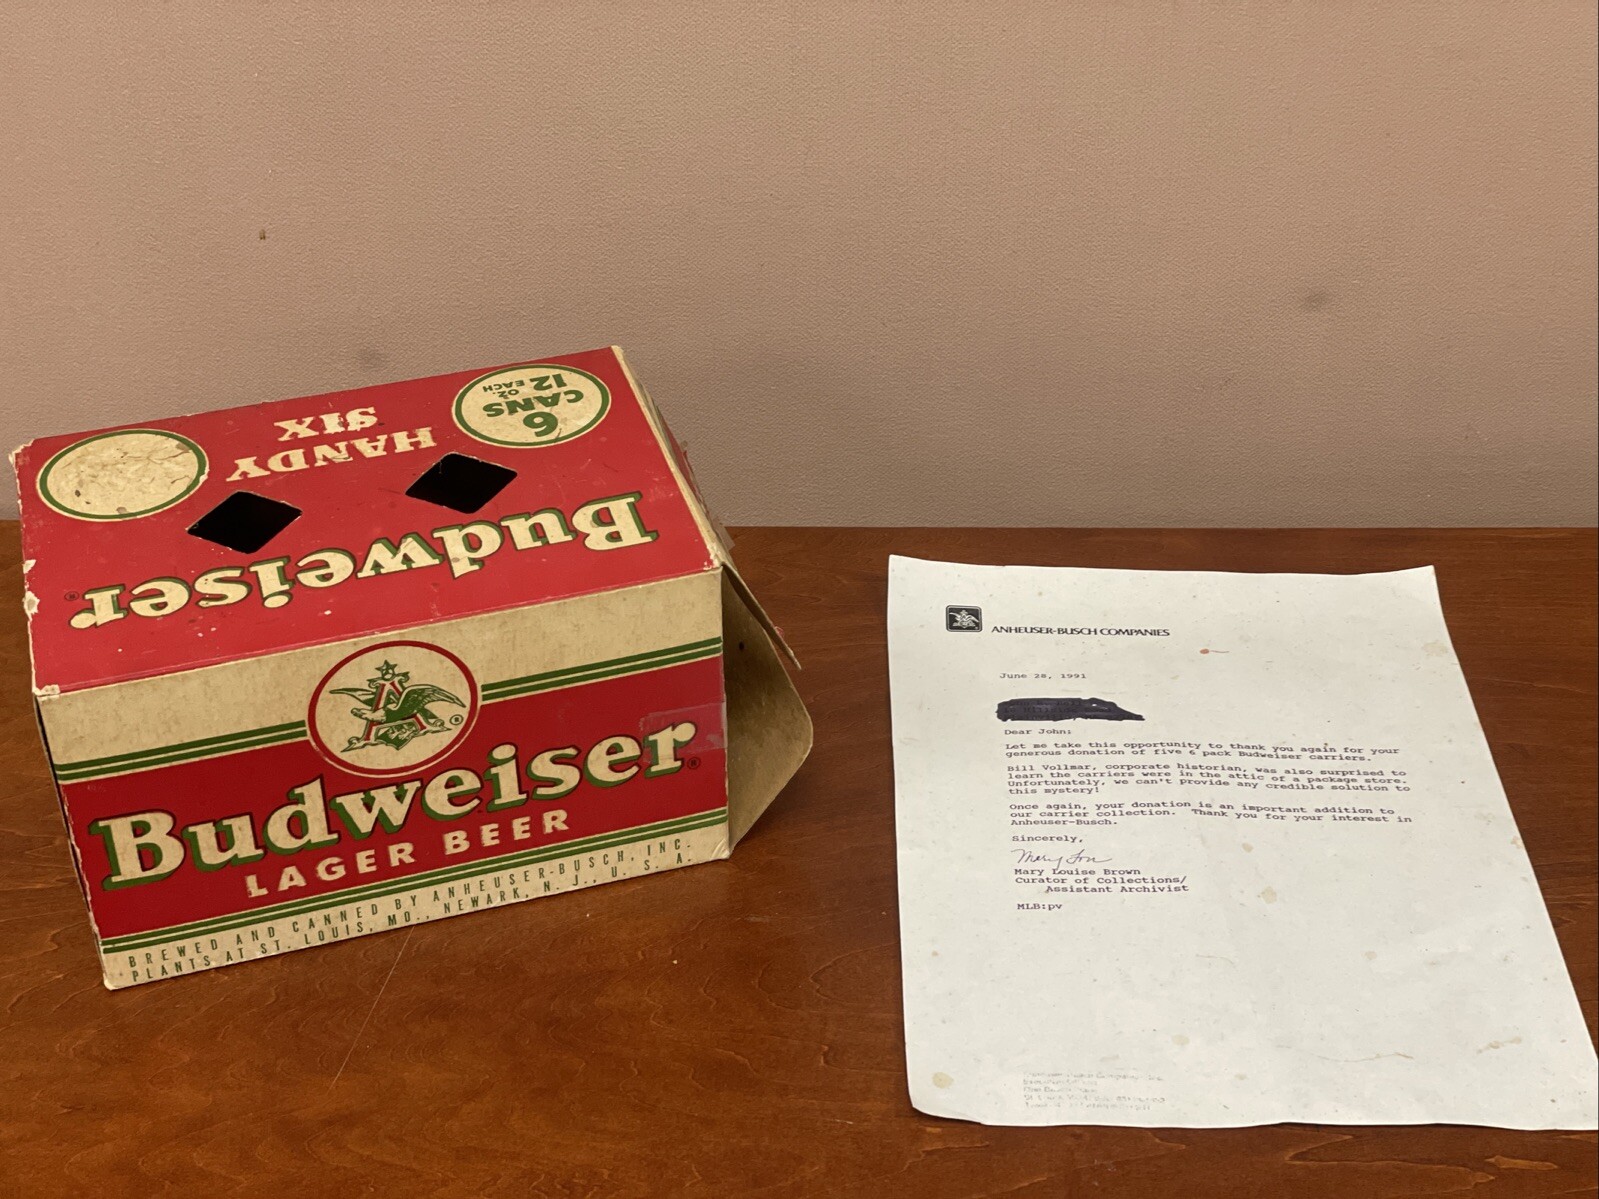 6
CANS
12 OZ. EACH
HANDY
SIX
Budweiser®
A
®
Budweiser®
LAGER BEER
BREWED AND CANNED BY ANHEUSER-BUSCH, INC.
PLANTS AT ST. LOUIS, MO., NEWARK, N. J., U. S. A.
ANHEUSER-BUSCH COMPANIES
June 28, 1991
Dear John:
Let me take this opportunity to thank you again for your
generous donation of five 6 pack Budweiser carriers.
Bill Vollmar, corporate historian, was also surprised to
learn the carriers were in the attic of a package store.
Unfortunately, we can't provide any credible solution to
this mystery!
Once again, your donation is an important addition to
our carrier collection. Thank you for your interest in
Anheuser-Busch.
Sincerely,
Mary Lou
Mary Louise Brown
Curator of Collections/
Assistant Archivist
MLB:pv